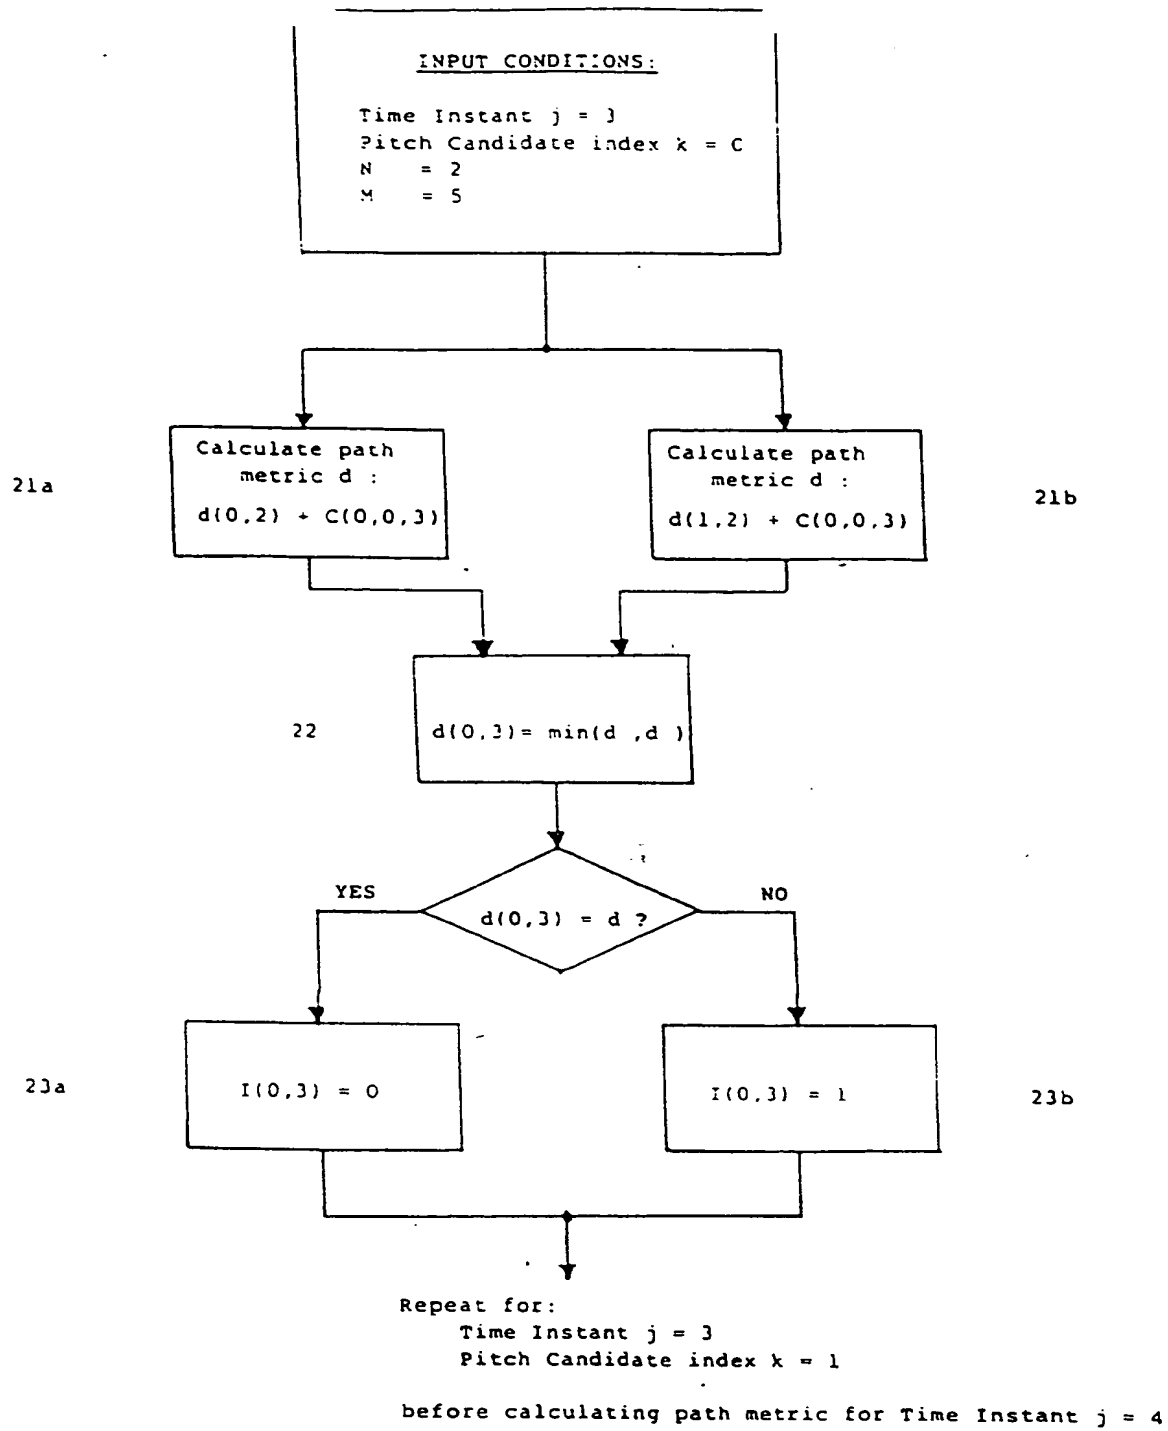 INPUT CONDITIONS:
Time Instant j = 3
Pitch Candidate index k = 0
N = 2
M = 5
Calculate path
metric d :
d(0,2) + C(0,0,3)
21a
Calculate path
metric d :
d(1,2) + C(0,0,3)
21b
22
d(0,3)= min(d ,d )
YES
NO
d(0,3) = d ?
23a
I(0,3) = 0
I(0,3) = 1
23b
Repeat for:
Time Instant j = 3
Pitch Candidate index k = 1
before calculating path metric for Time Instant j = 4